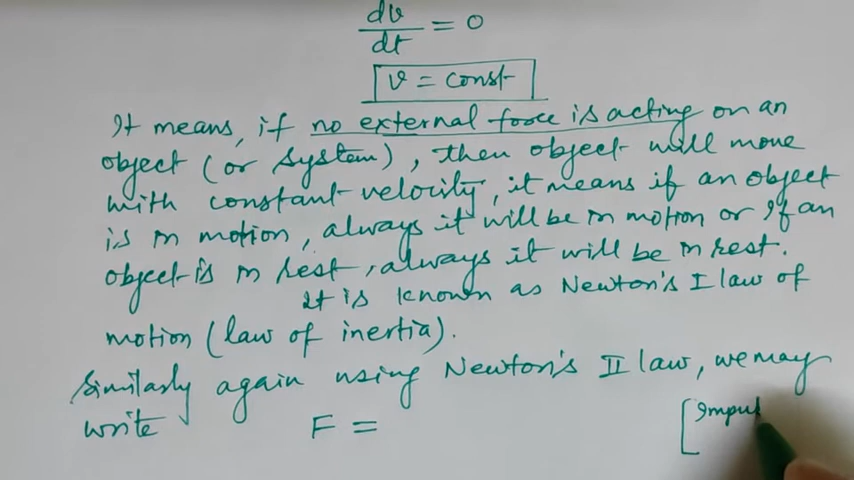 dv/dt = 0
v = const
It means, if no external force is acting on an
object (or system), then object will move
with constant velocity, it means if an object
is in motion, always it will be in motion or if an
object is in rest, always it will be in rest.
It is known as Newton's I law of
motion (law of inertia).
Similarly again using Newton's II law, we may
write F = [Impul